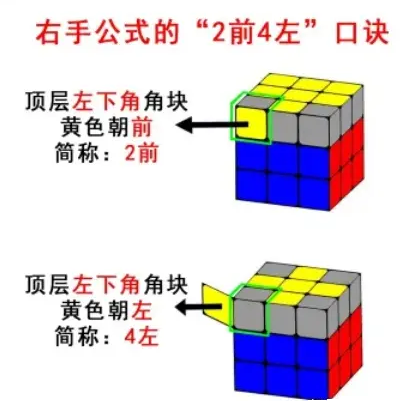 右手公式的“2前4左”口诀
顶层左下角角块
黄色朝前
简称：2前
顶层左下角角块
黄色朝左
简称：4左